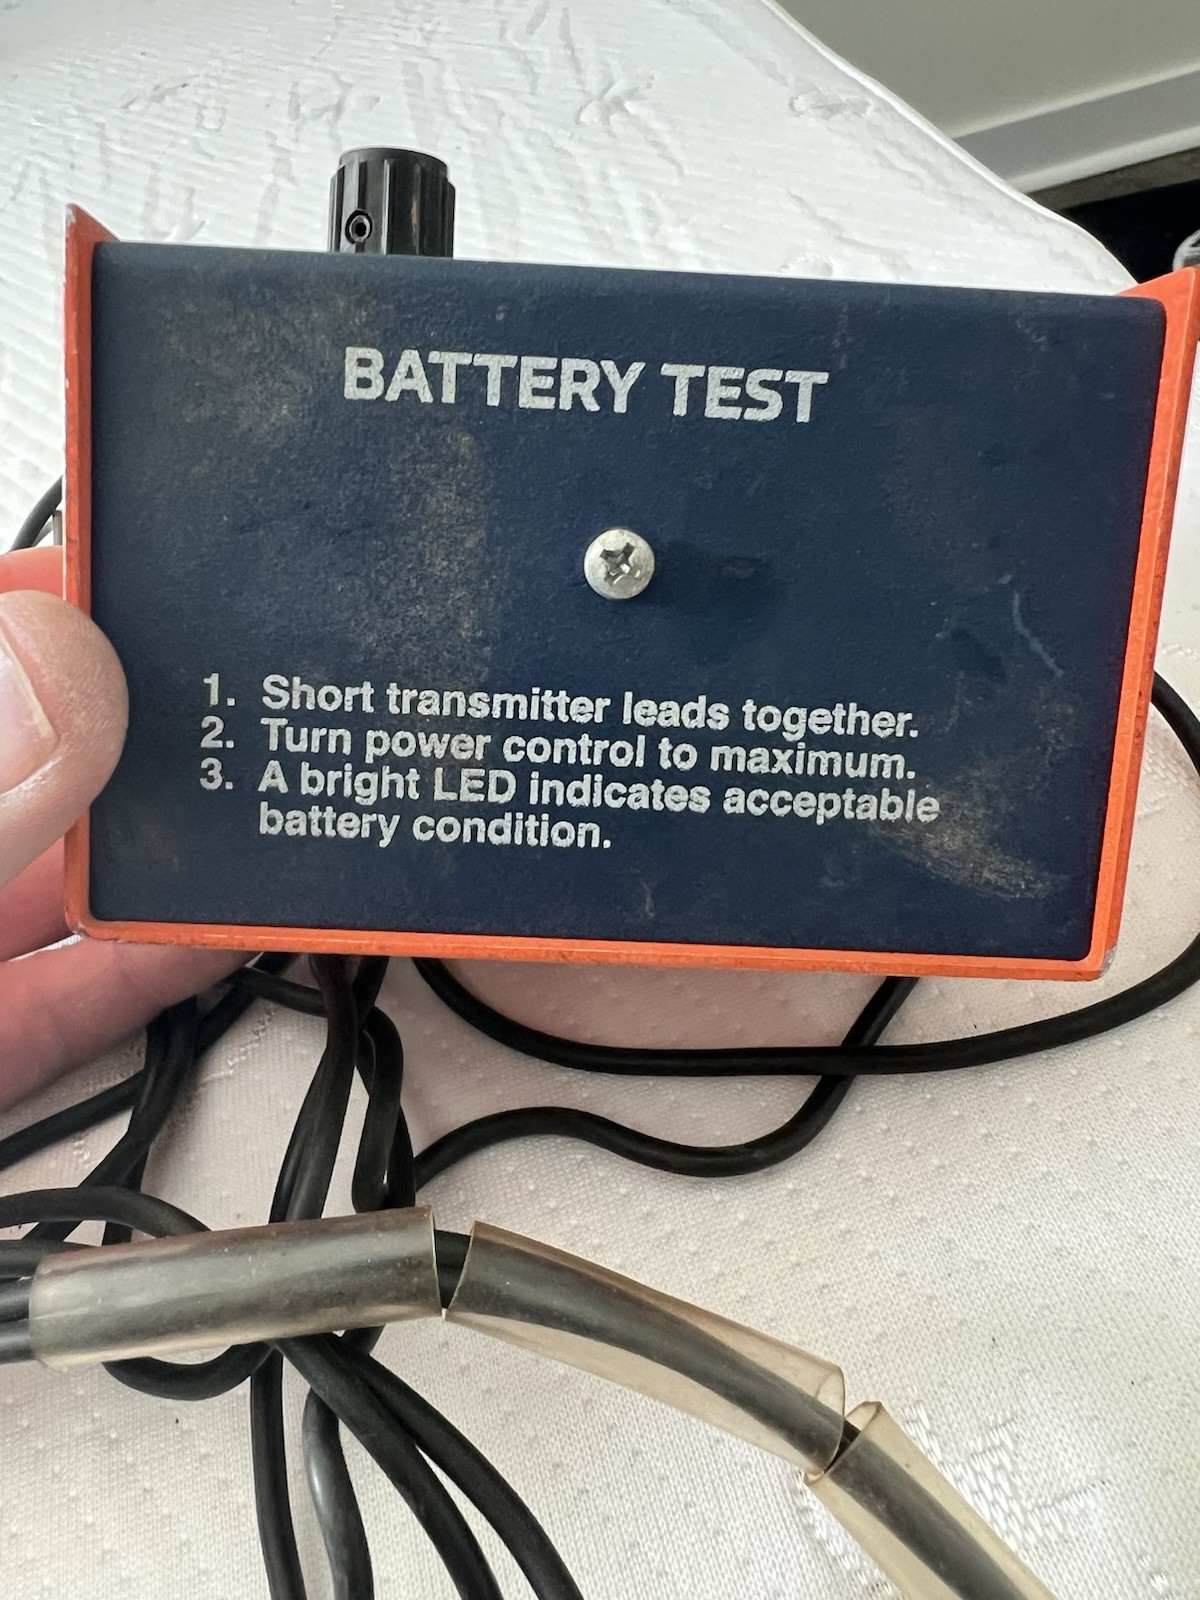 BATTERY TEST
1. Short transmitter leads together.
2. Turn power control to maximum.
3. A bright LED indicates acceptable
battery condition.